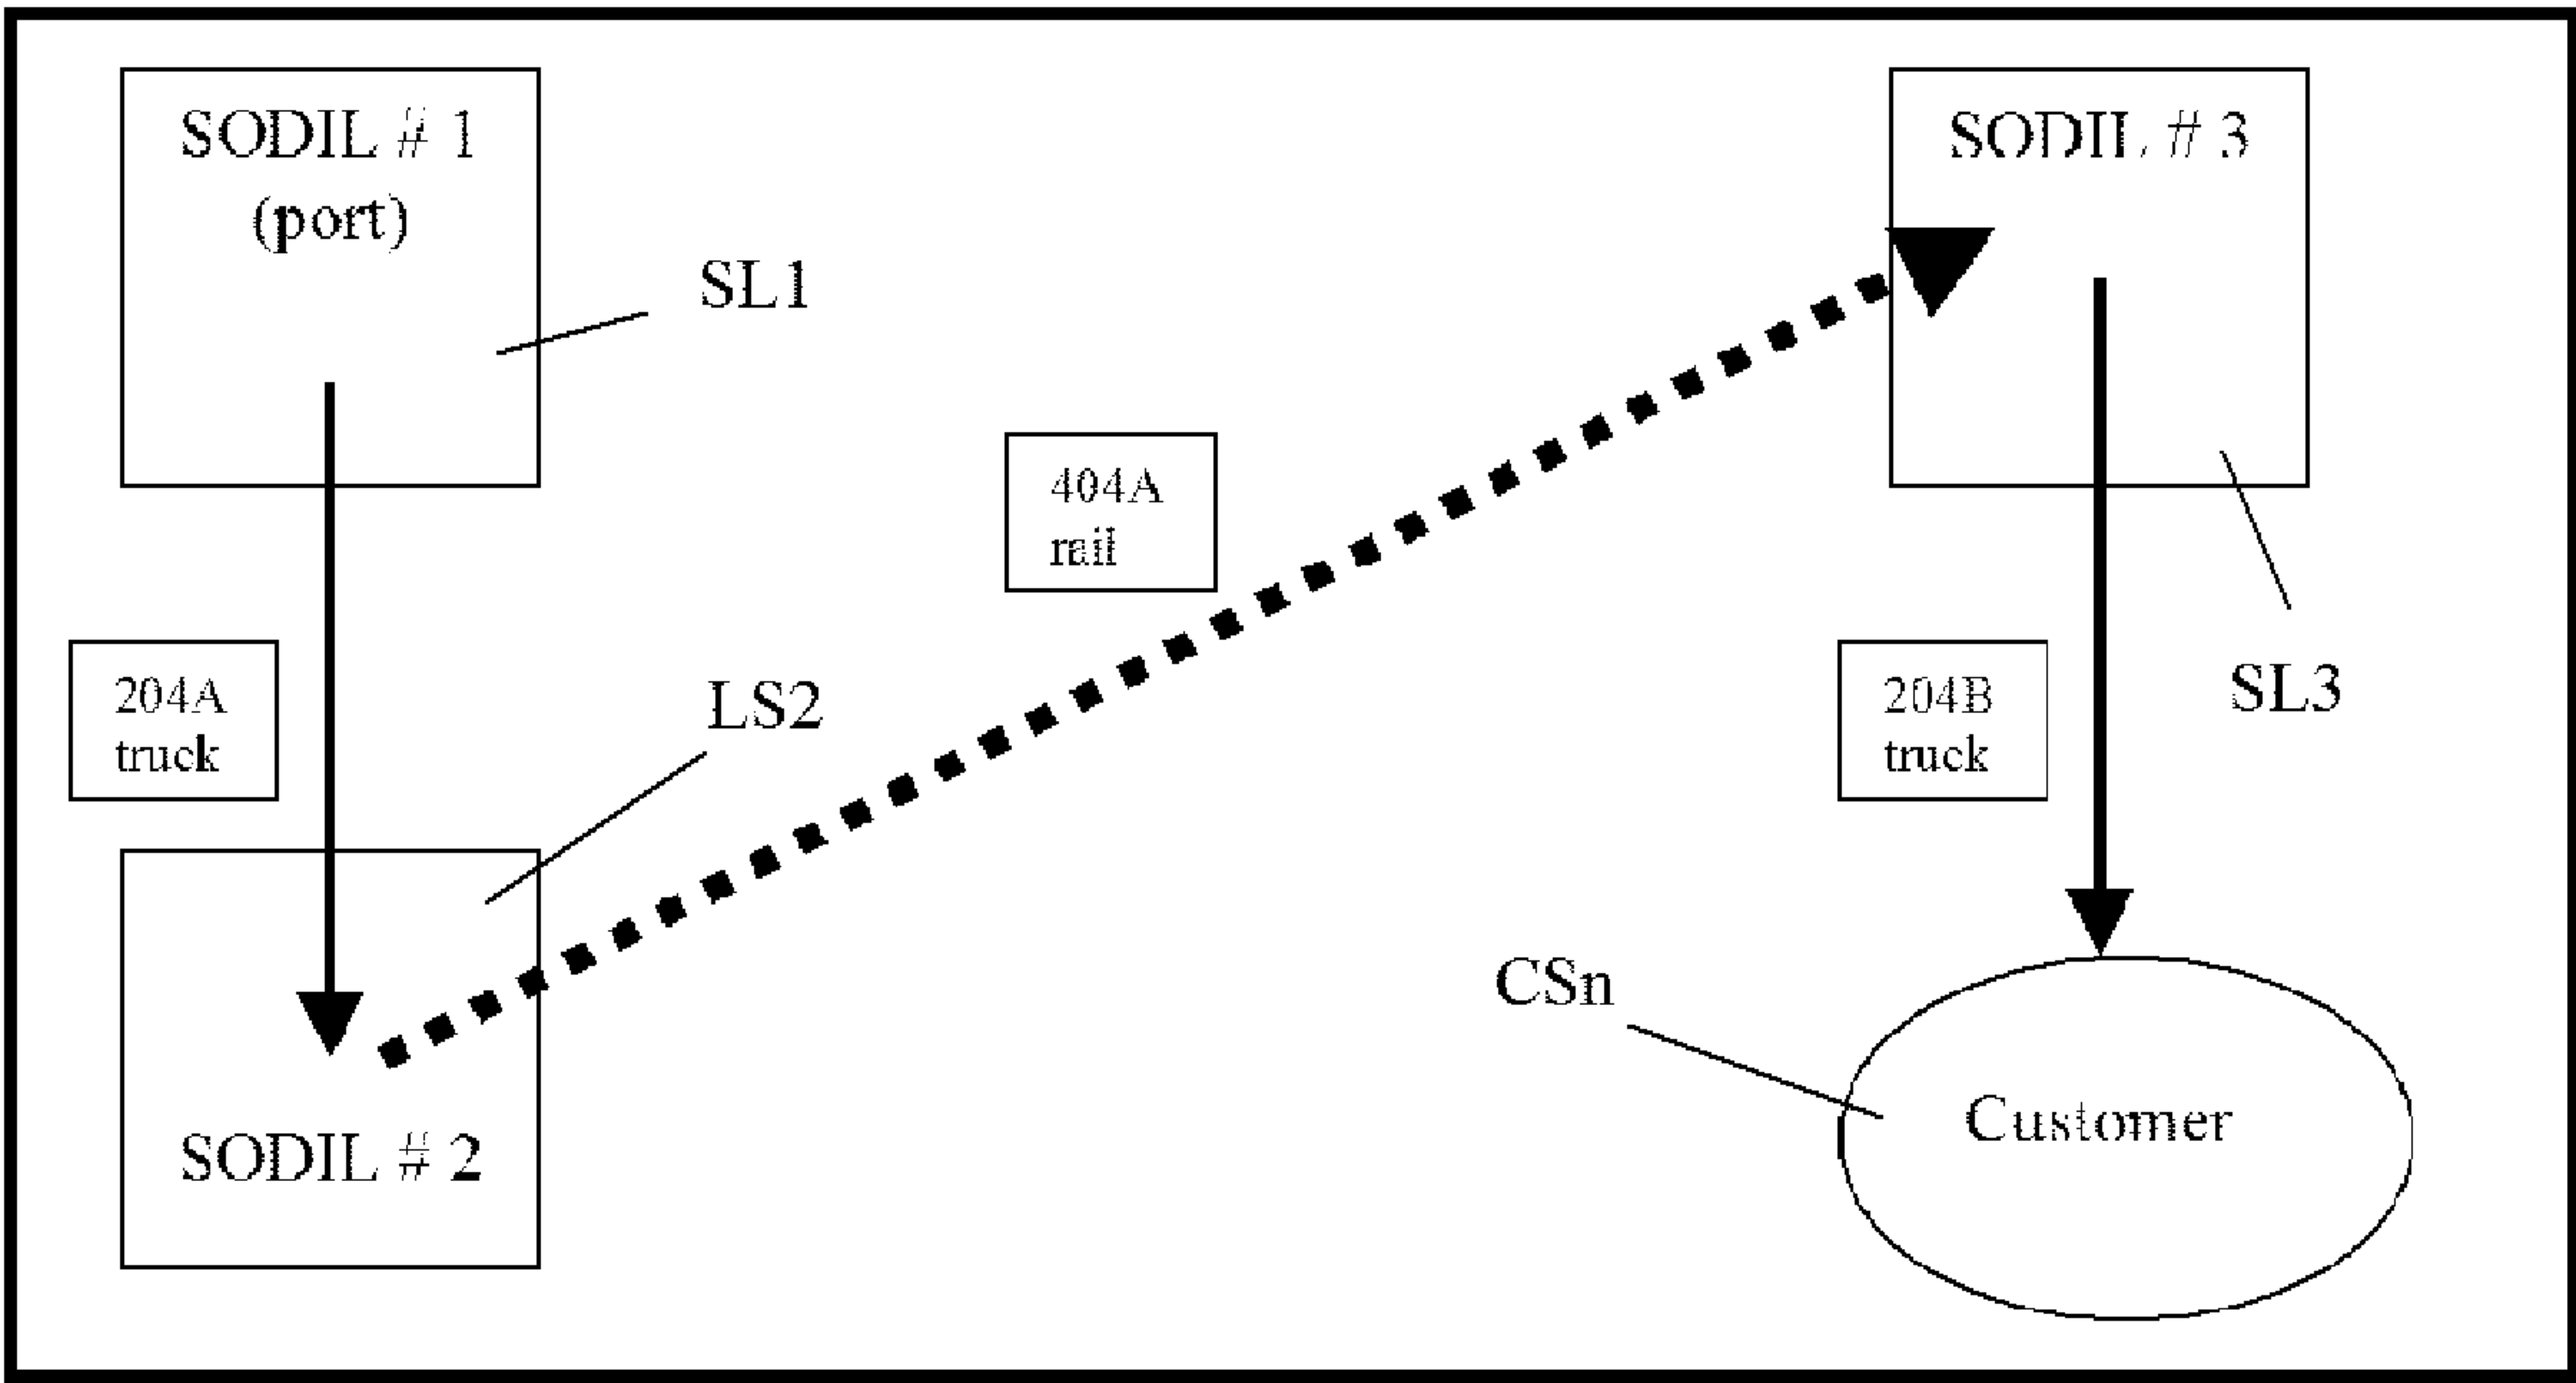 SODIL # 1
(port)
SL1
SODIL # 3
404A
rail
204A
truck
LS2
204B
truck
SL3
CSn
Customer
SODIL # 2